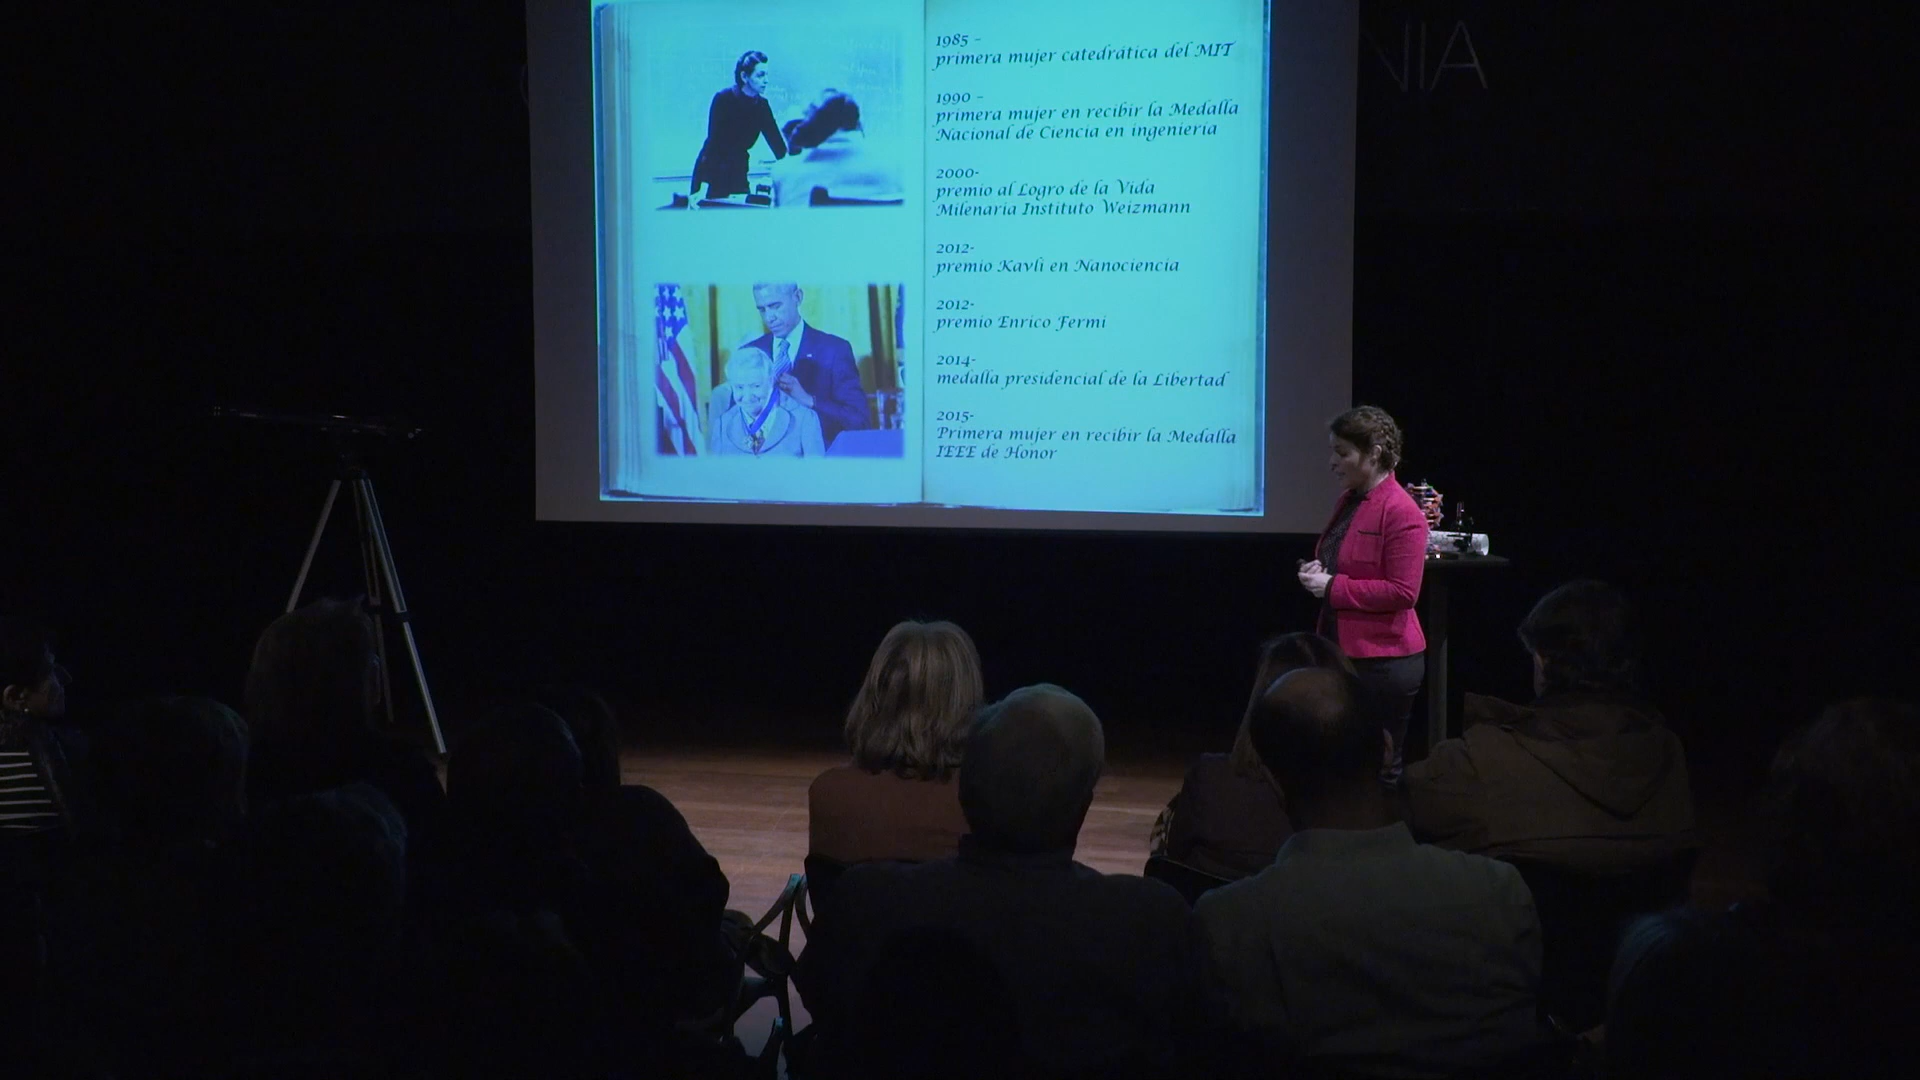 1985 -
primera mujer catedrática del MIT
1990 -
primera mujer en recibir la Medalla
Nacional de Ciencia en ingeniería
2000-
premio al Logro de la Vida
Milenaria Instituto Weizmann
2012-
premio Kavli en Nanociencia
2012-
premio Enrico Fermi
2014-
medalla presidencial de la Libertad
2015-
Primera mujer en recibir la Medalla
IEEE de Honor
NIA